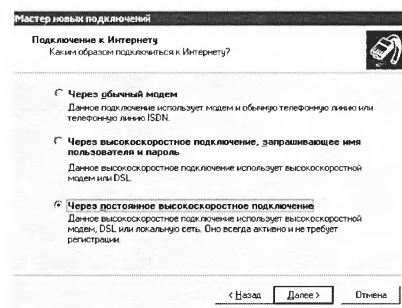 Мастер новых подключений
Подключение к Интернету
Каким образом подключиться к Интернету?
Через обычный модем
Данное подключение использует модем и обычную телефонную линию или
телефонную линию ISDN.
Через высокоскоростное подключение, запрашивающее имя
пользователя и пароль
Данное высокоскоростное подключение использует высокоскоростной
модем или DSL.
Через постоянное высокоскоростное подключение
Данное высокоскоростное подключение использует высокоскоростной
модем, DSL или локальную сеть. Оно всегда активно и не требует
регистрации.
< Назад Далее > Отмена